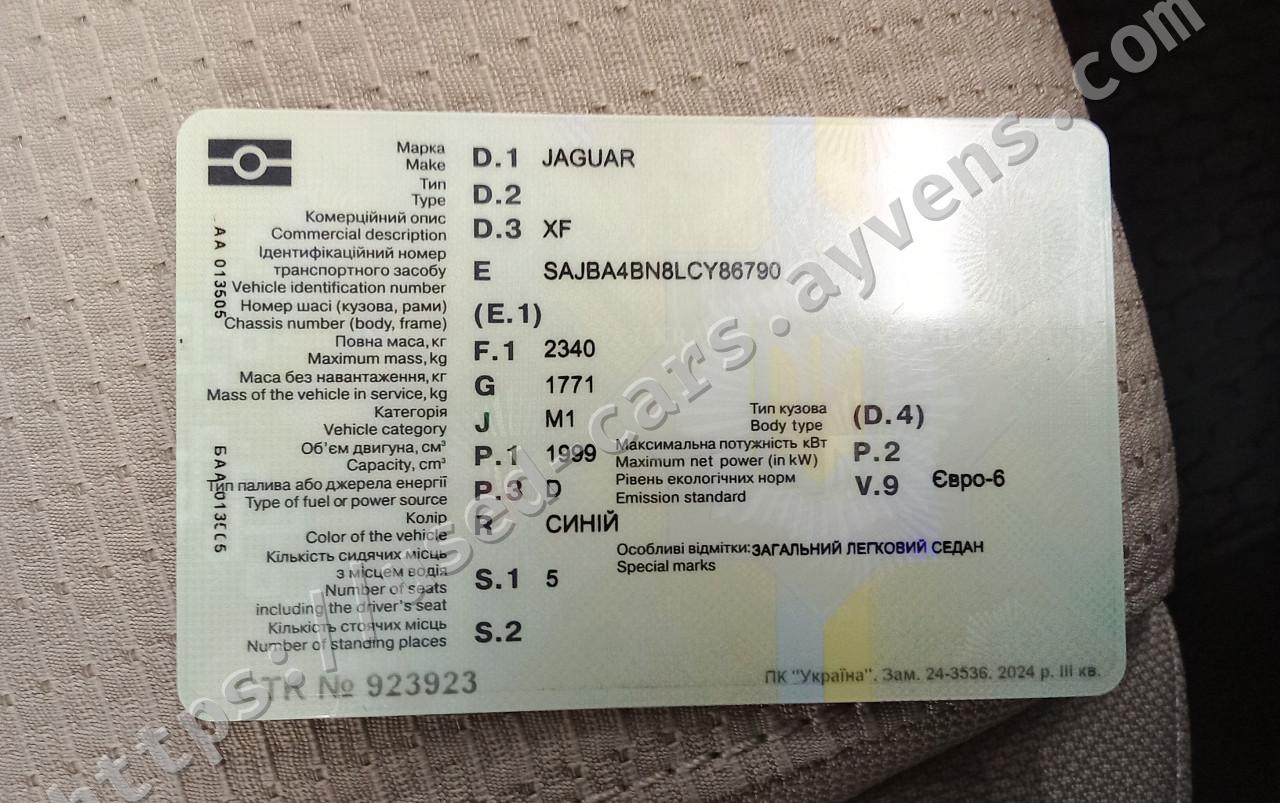 Марка
Make D.1 JAGUAR
Тип
Type D.2
Комерційний опис
Commercial description D.3 XF
Ідентифікаційний номер
транспортного засобу
Vehicle identification number E SAJBA4BN8LCY86790
Номер шасі (кузова, рами)
Chassis number (body, frame) (E.1)
Повна маса, кг
Maximum mass, kg F.1 2340
Маса без навантаження, кг
Mass of the vehicle in service, kg G 1771
Категорія
Vehicle category J M1
Тип кузова
Body type (D.4)
Об'єм двигуна, см³
Capacity, cm³ P.1 1999
Максимальна потужність кВт
Maximum net power (in kW) P.2
Тип палива або джерела енергії
Type of fuel or power source P.3 D
Рівень екологічних норм
Emission standard V.9 Євро-6
Колір
Color of the vehicle R СИНІЙ
Особливі відмітки: ЗАГАЛЬНИЙ ЛЕГКОВИЙ СЕДАН
Special marks
Кількість сидячих місць
з місцем водія
Number of seats
including the driver's seat S.1 5
Кількість стоячих місць
Number of standing places S.2
CTR № 923923
ПК "Україна". Зам. 24-3536. 2024 р. III кв.
AA 013505
https://used-cars.ayvens.com